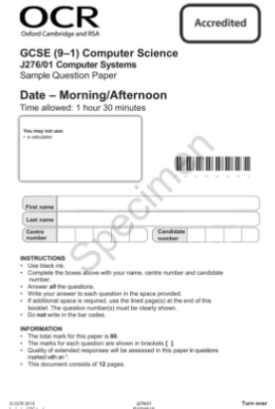 OCR
Oxford Cambridge and RSA
Accredited
GCSE (9–1) Computer Science
J276/01 Computer Systems
Sample Question Paper
Date – Morning/Afternoon
Time allowed: 1 hour 30 minutes
You may not use:
• a calculator
Specimen
First name
Last name
Centre number
Candidate number
INSTRUCTIONS
• Use black ink.
• Complete the boxes above with your name, centre number and candidate
number.
• Answer all the questions.
• Write your answer to each question in the space provided.
• If additional space is required, use the lined page(s) at the end of this
booklet. The question number(s) must be clearly shown.
• Do not write in the bar codes.
INFORMATION
• The total mark for this paper is 80.
• The marks for each question are shown in brackets [ ].
• Quality of extended responses will be assessed in this paper in questions
marked with an *.
• This document consists of 12 pages.
© OCR 2015
J276/01
Turn over